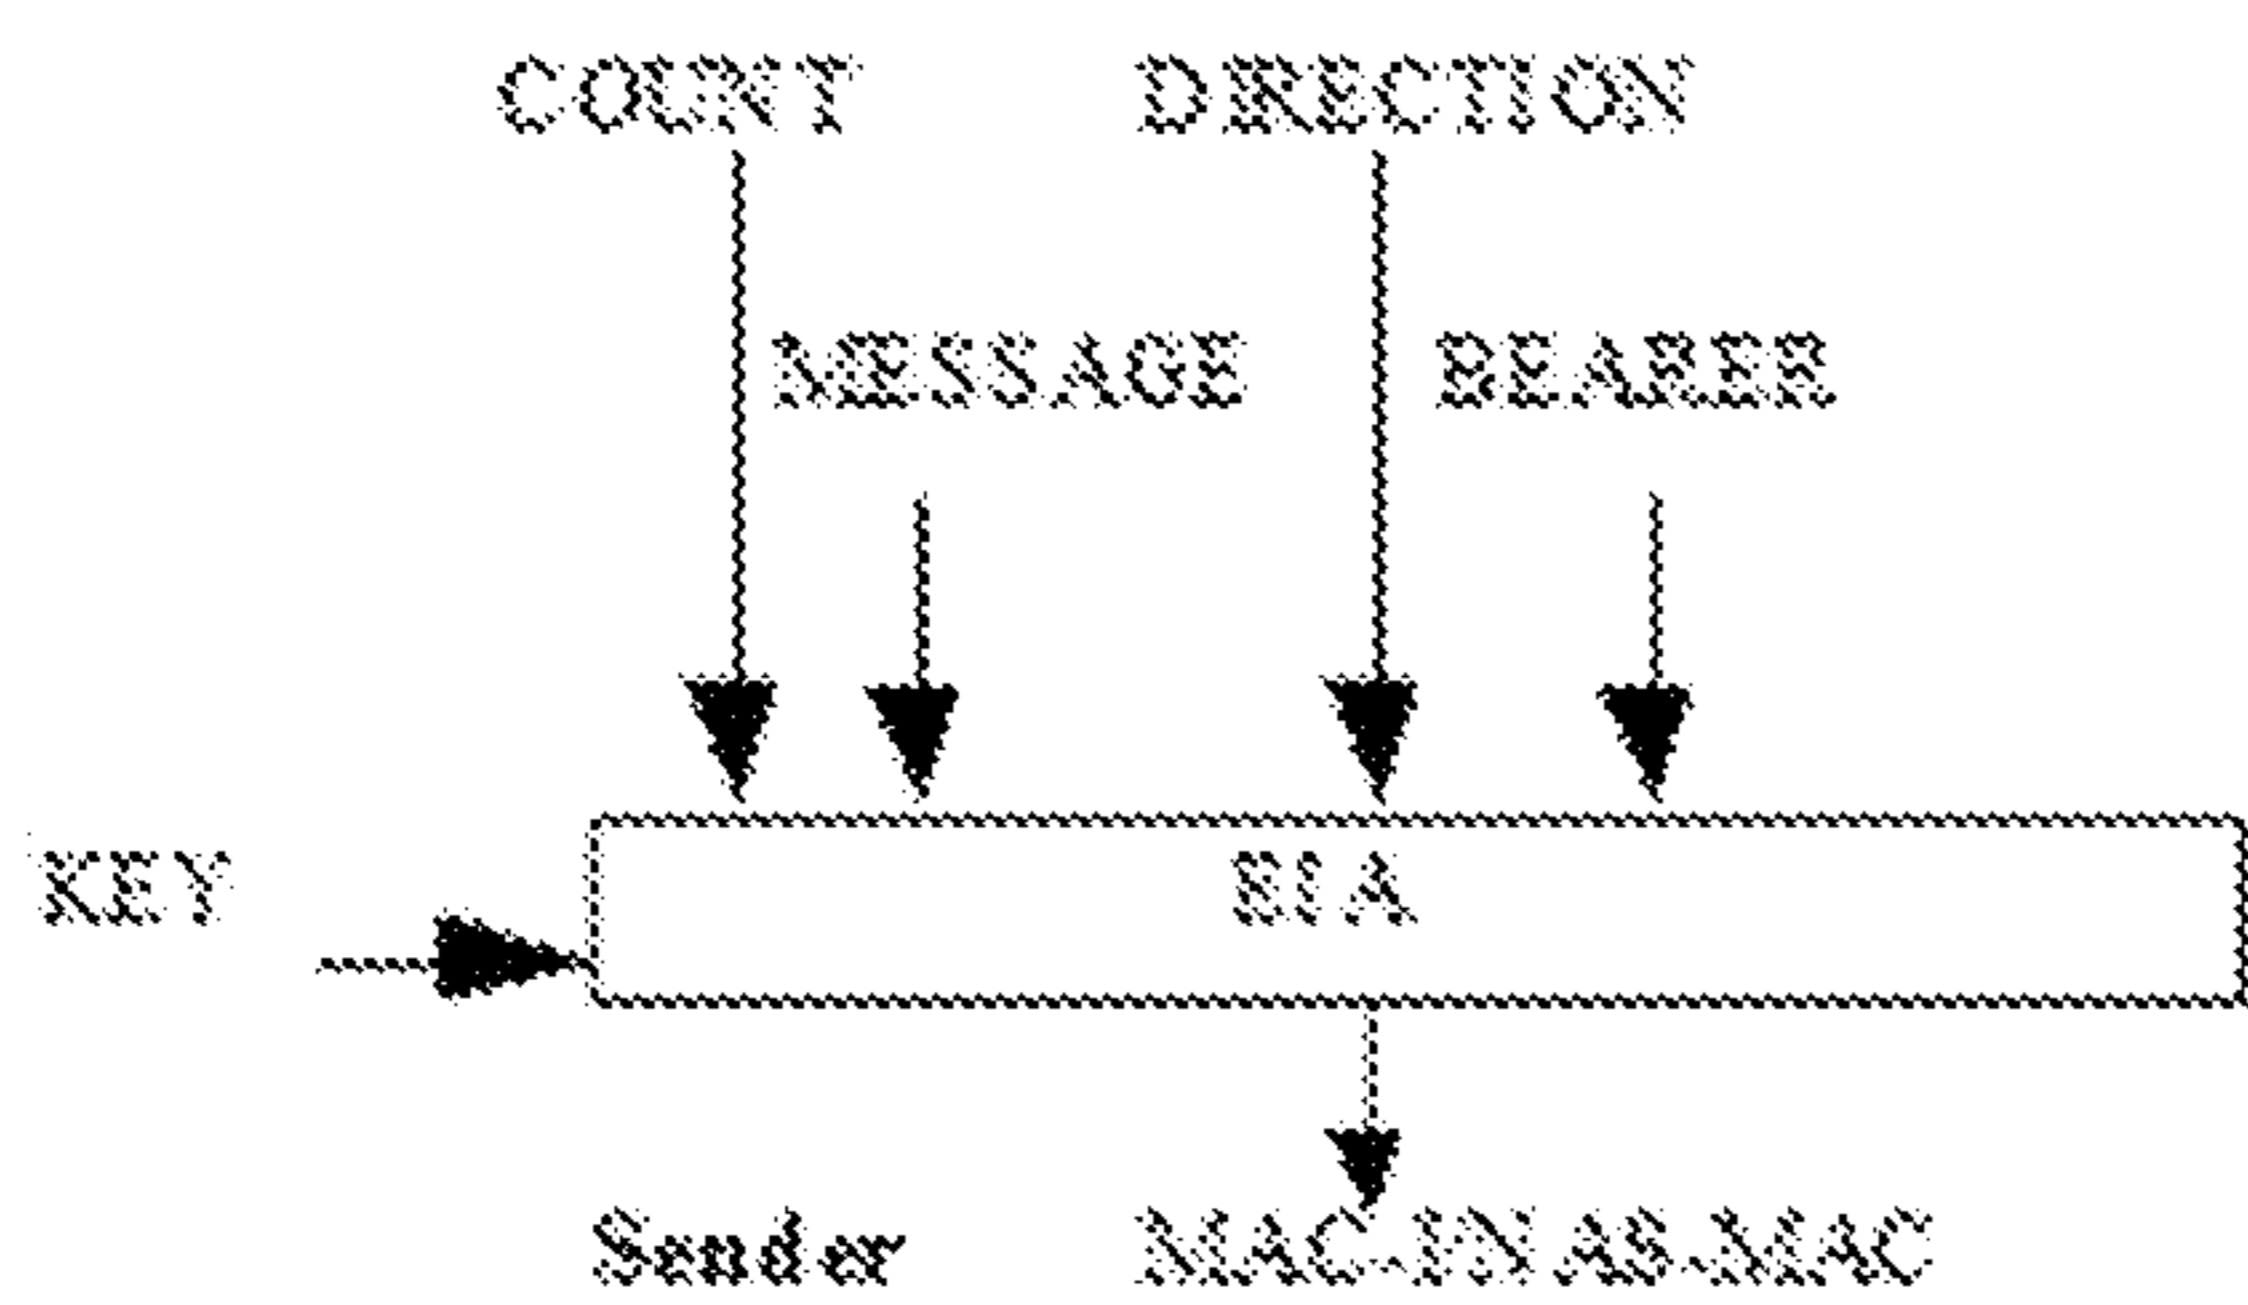 COUNT DIRECTION
MESSAGE BEARER
KEY
EIA
Sender MAC-I/NAS-MAC